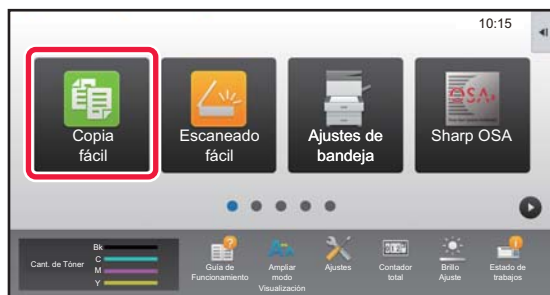 10:15
Copia
fácil
Escaneado
fácil
Ajustes de
bandeja
OSA
Sharp OSA
Cant. de Tóner
Bk
C
M
Y
Guía de
Funcionamiento
Ampliar
modo
Visualización
Ajustes
Contador
total
Brillo
Ajuste
Estado de
trabajos